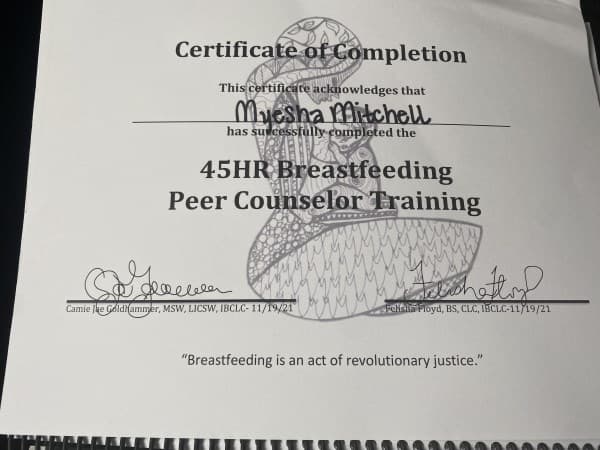 Certificate of Completion
This certificate acknowledges that
Myesha Mitchell
has successfully completed the
45HR Breastfeeding
Peer Counselor Training
Camie Jae Goldhammer, MSW, LICSW, IBCLC- 11/19/21
Felisha Floyd, BS, CLC, IBCLC-11/19/21
“Breastfeeding is an act of revolutionary justice.”